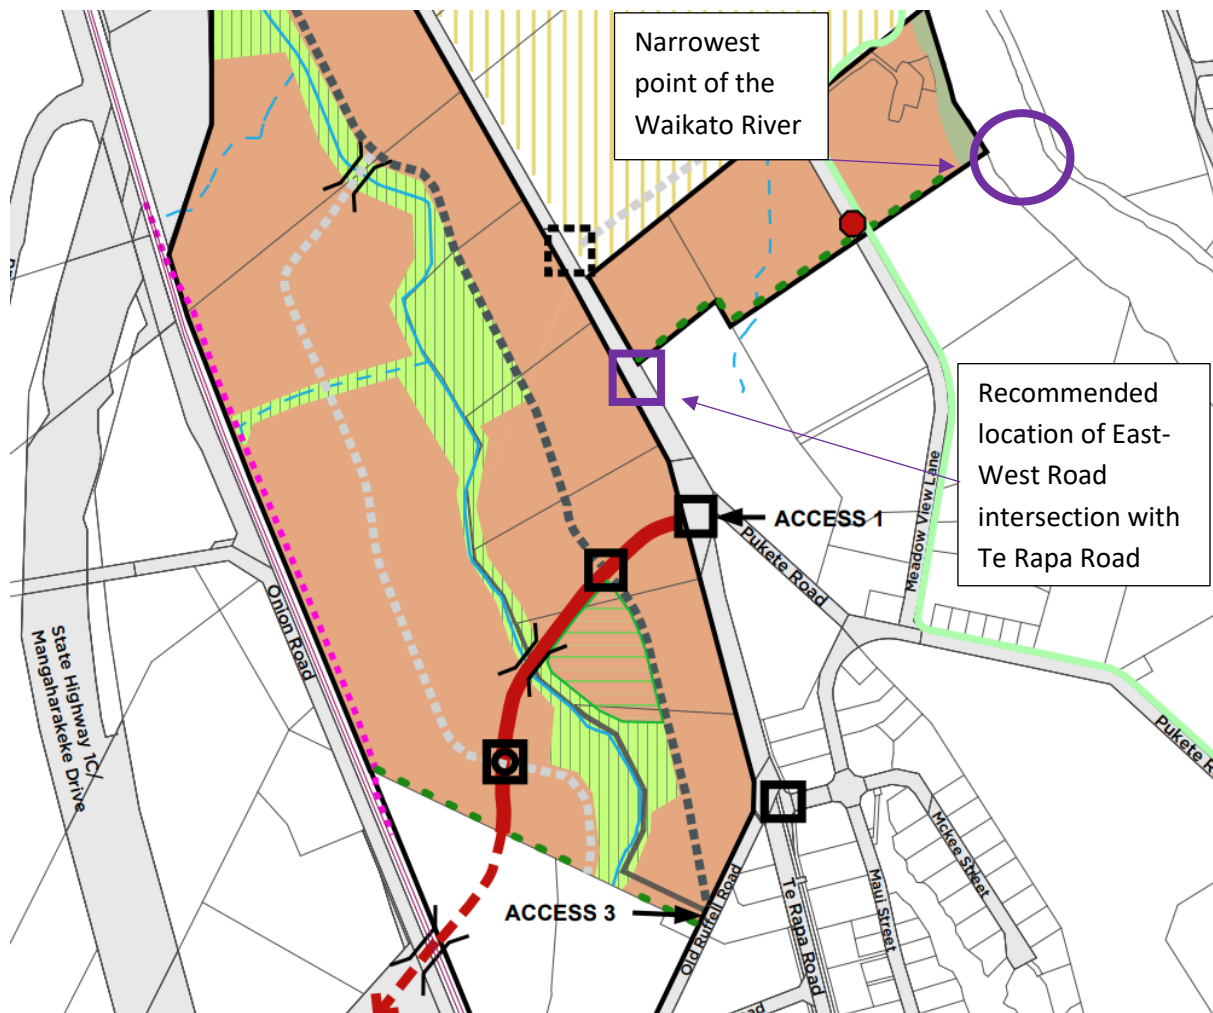 Narrowest
point of the
Waikato River
Recommended
location of East-
West Road
intersection with
Te Rapa Road
ACCESS 1
Pukete Road
Meadow View Lane
Onion Road
State Highway 1C/
Mangaharakeke Drive
Pukete R
McKee Street
Maui Street
Te Rapa Road
Old Ruffell Road
ACCESS 3